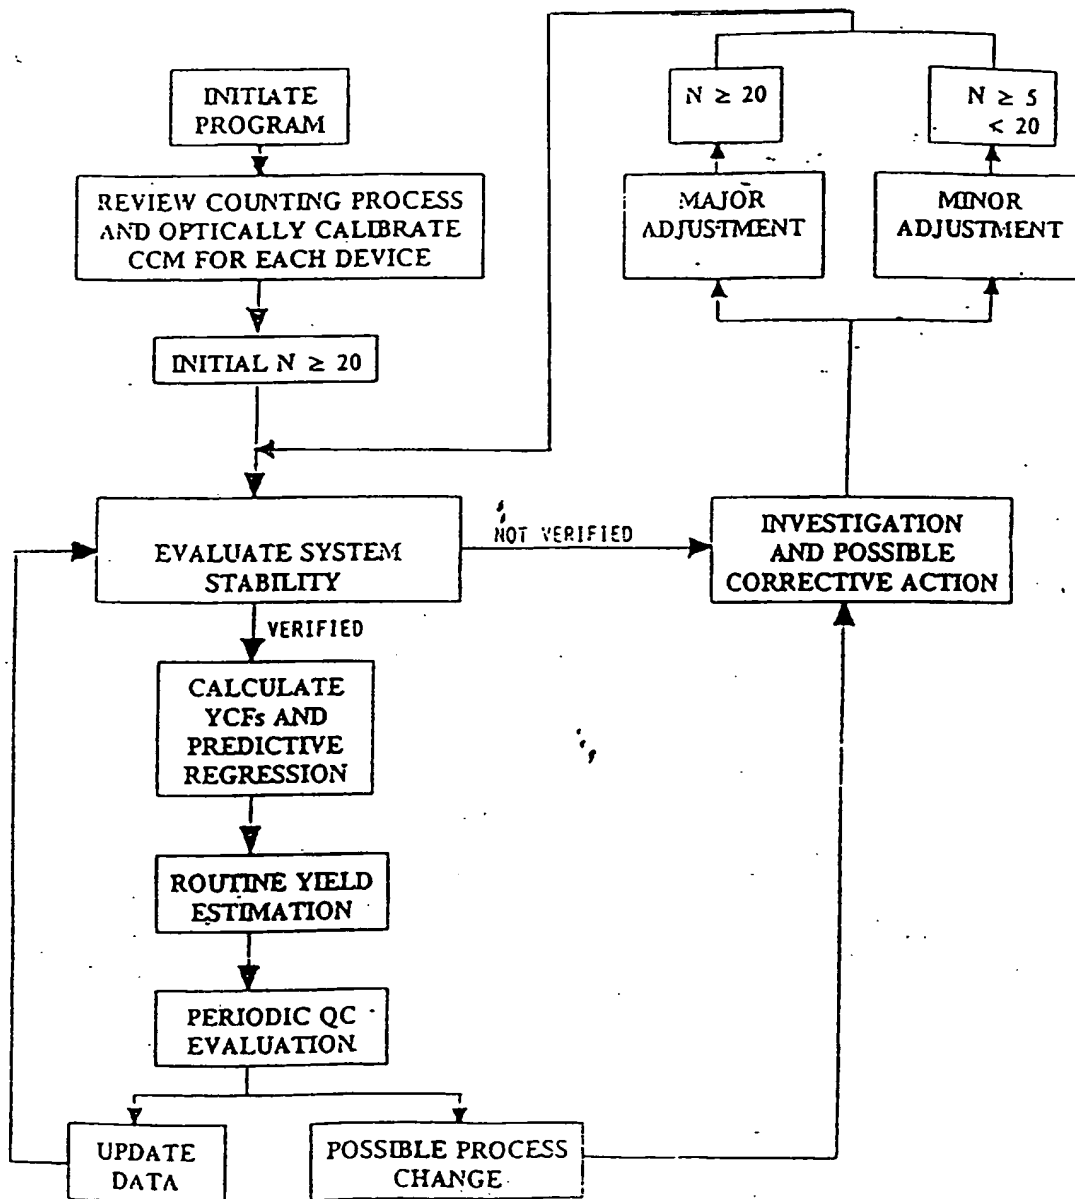 INITIATE
PROGRAM
REVIEW COUNTING PROCESS
AND OPTICALLY CALIBRATE
CCM FOR EACH DEVICE
INITIAL N ≥ 20
N ≥ 20
N ≥ 5
< 20
MAJOR
ADJUSTMENT
MINOR
ADJUSTMENT
EVALUATE SYSTEM
STABILITY
NOT VERIFIED
INVESTIGATION
AND POSSIBLE
CORRECTIVE ACTION
VERIFIED
CALCULATE
YCFs AND
PREDICTIVE
REGRESSION
ROUTINE YIELD
ESTIMATION
PERIODIC QC
EVALUATION
UPDATE
DATA
POSSIBLE PROCESS
CHANGE